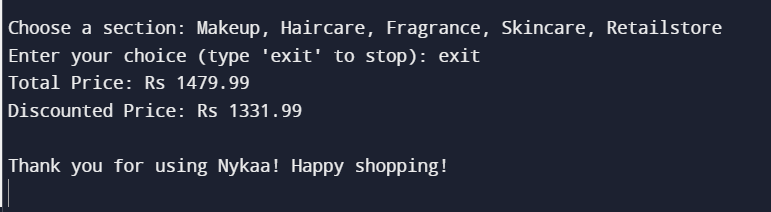 Choose a section: Makeup, Haircare, Fragrance, Skincare, Retailstore
Enter your choice (type 'exit' to stop): exit
Total Price: Rs 1479.99
Discounted Price: Rs 1331.99
Thank you for using Nykaa! Happy shopping!